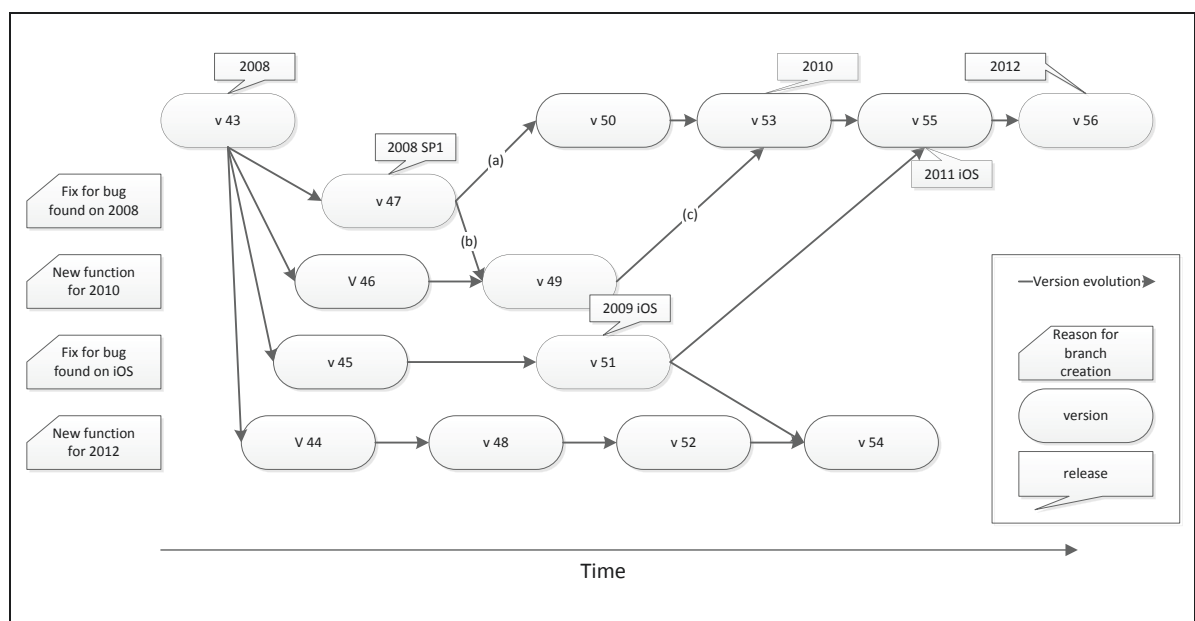 2008
2010
2012
v 43
v 50
v 53
v 55
v 56
2008 SP1
(a)
2011 iOS
Fix for bug
found on 2008
v 47
(c)
(b)
New function
for 2010
V 46
v 49
Version evolution
2009 iOS
Fix for bug
found on iOS
v 45
v 51
Reason for
branch
creation
version
New function
for 2012
V 44
v 48
v 52
v 54
release
Time